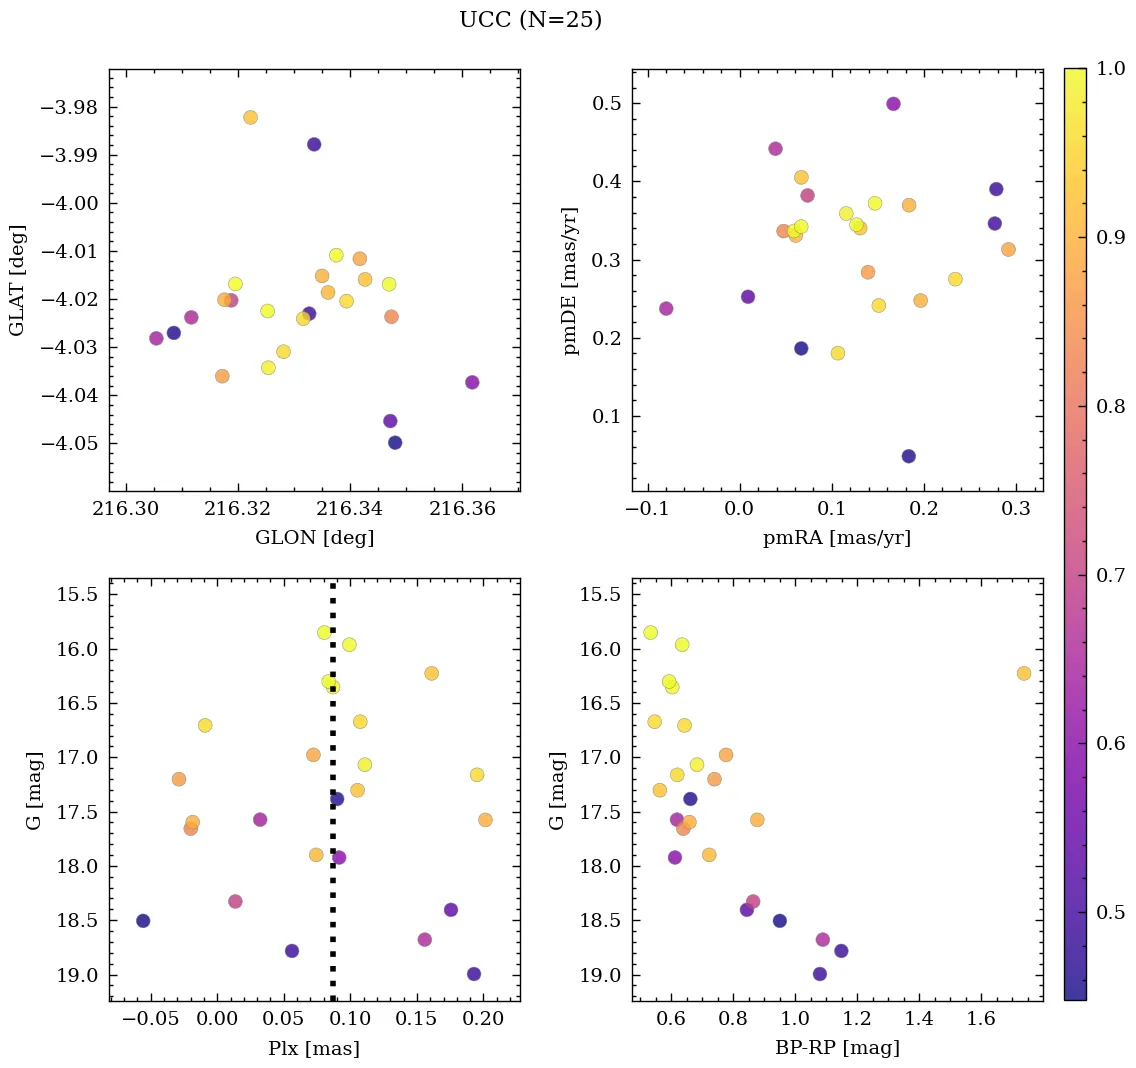 UCC (N=25)
−3.98
−3.99
−4.00
−4.01
−4.02
−4.03
−4.04
−4.05
GLAT [deg]
216.30 216.32 216.34 216.36
GLON [deg]
0.5
0.4
0.3
0.2
0.1
pmDE [mas/yr]
−0.1 0.0 0.1 0.2 0.3
pmRA [mas/yr]
15.5
16.0
16.5
17.0
17.5
18.0
18.5
19.0
G [mag]
−0.05 0.00 0.05 0.10 0.15 0.20
Plx [mas]
15.5
16.0
16.5
17.0
17.5
18.0
18.5
19.0
G [mag]
0.6 0.8 1.0 1.2 1.4 1.6
BP-RP [mag]
1.0
0.9
0.8
0.7
0.6
0.5